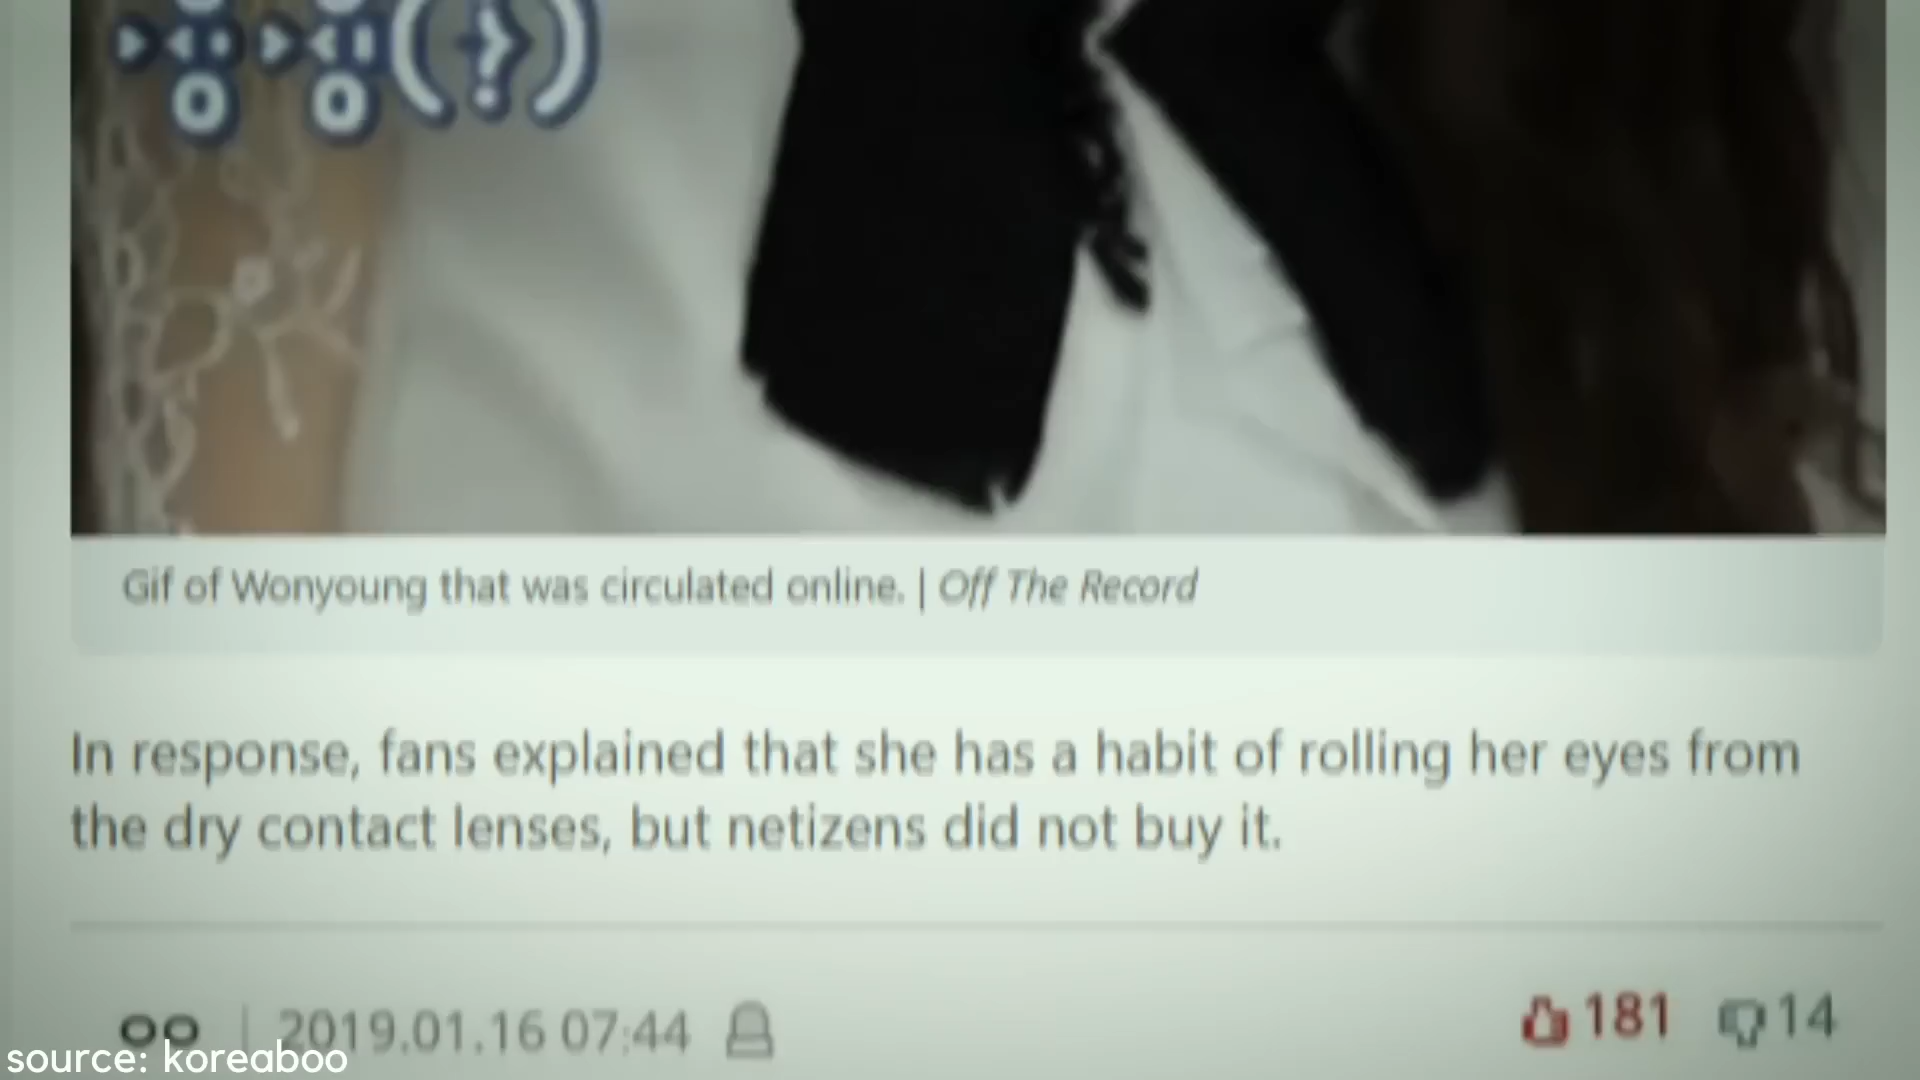 Gif of Wonyoung that was circulated online. | Off The Record
In response, fans explained that she has a habit of rolling her eyes from
the dry contact lenses, but netizens did not buy it.
ㅇㅇ | 2019.01.16 07:44
181 14
source: koreaboo